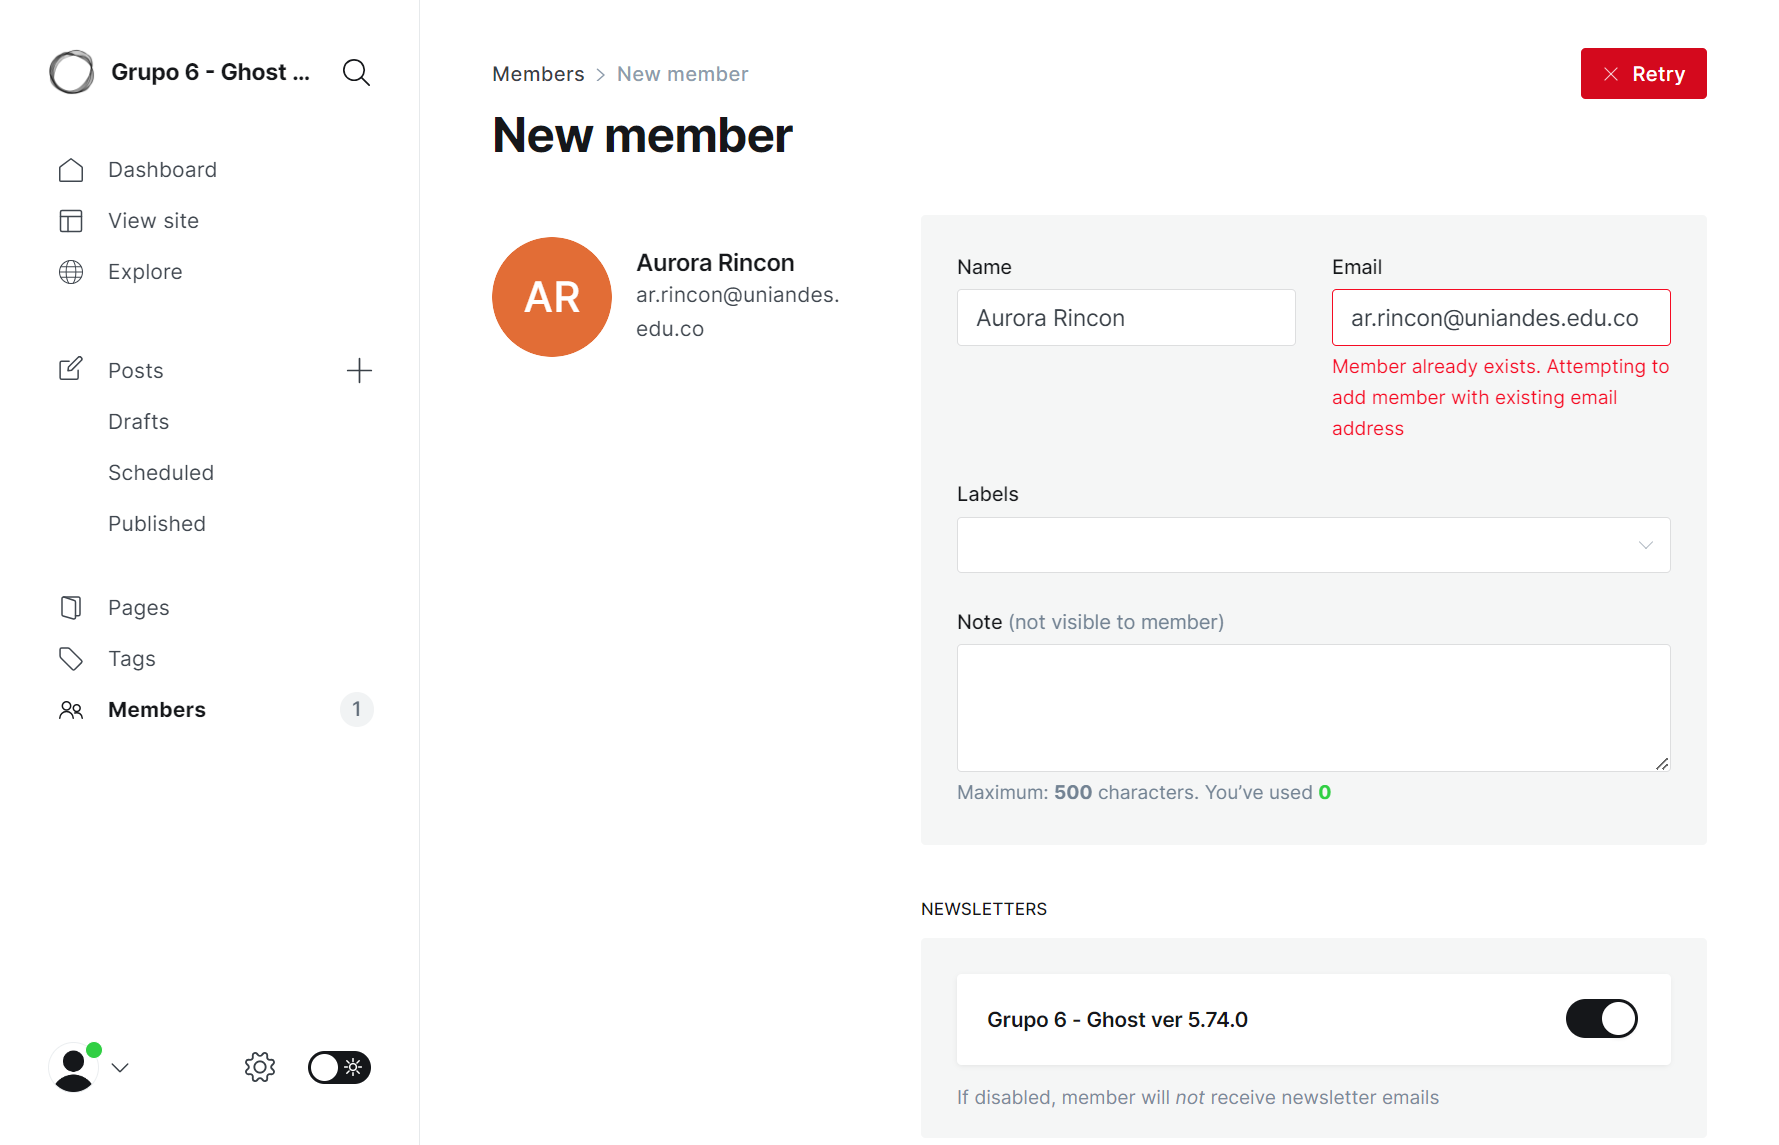 Grupo 6 - Ghost ...
Dashboard
View site
Explore
Posts
Drafts
Scheduled
Published
Pages
Tags
Members
1
Members > New member
Retry
New member
AR
Aurora Rincon
ar.rincon@uniandes.
edu.co
Name
Aurora Rincon
Email
ar.rincon@uniandes.edu.co
Member already exists. Attempting to
add member with existing email
address
Labels
Note (not visible to member)
Maximum: 500 characters. You’ve used 0
NEWSLETTERS
Grupo 6 - Ghost ver 5.74.0
If disabled, member will not receive newsletter emails